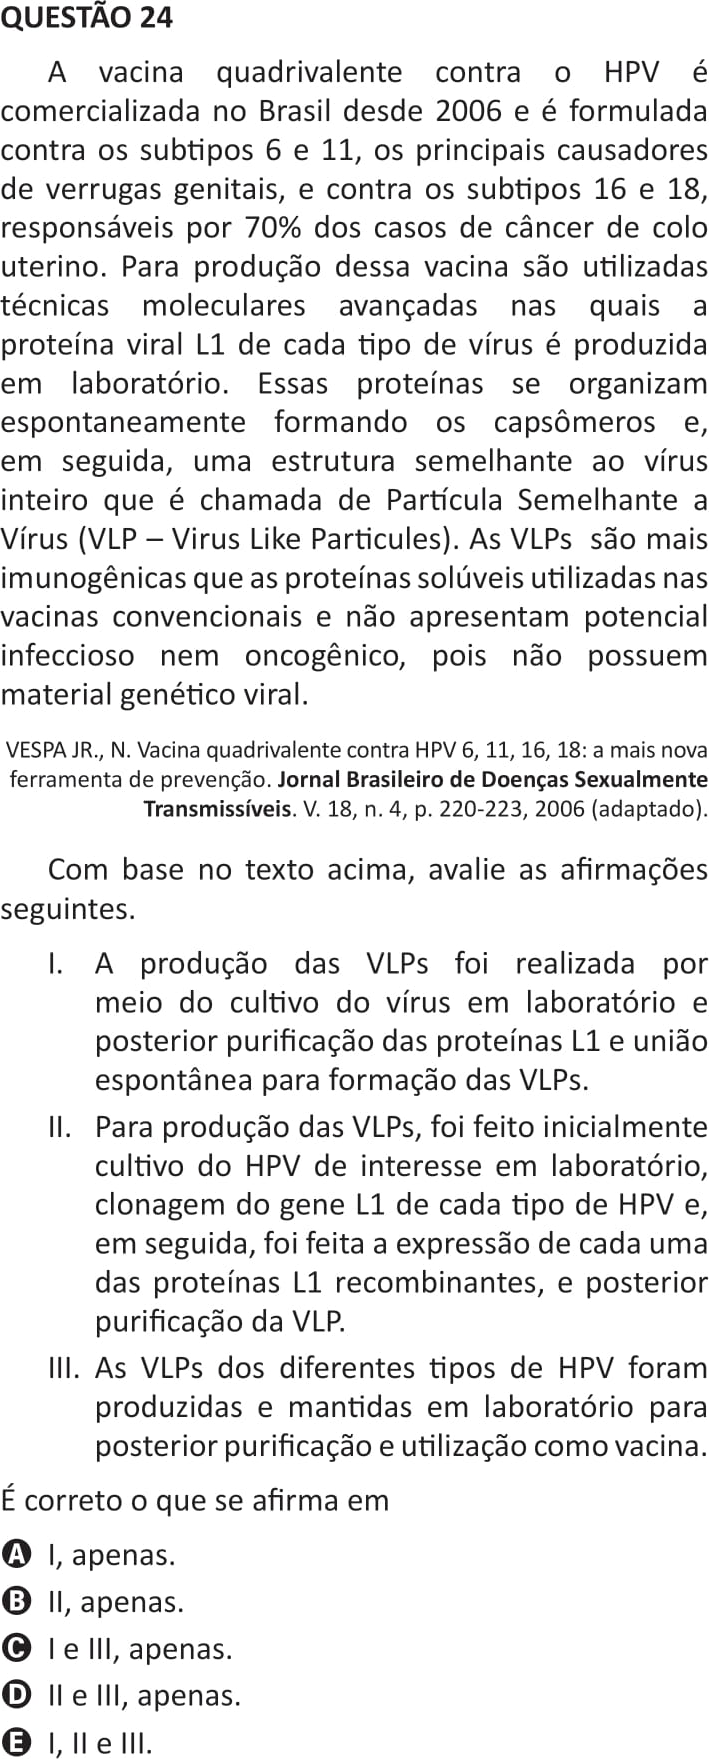 QUESTÃO 24
A vacina quadrivalente contra o HPV é
comercializada no Brasil desde 2006 e é formulada
contra os subtipos 6 e 11, os principais causadores
de verrugas genitais, e contra os subtipos 16 e 18,
responsáveis por 70% dos casos de câncer de colo
uterino. Para produção dessa vacina são utilizadas
técnicas moleculares avançadas nas quais a
proteína viral L1 de cada tipo de vírus é produzida
em laboratório. Essas proteínas se organizam
espontaneamente formando os capsômeros e,
em seguida, uma estrutura semelhante ao vírus
inteiro que é chamada de Partícula Semelhante a
Vírus (VLP – Virus Like Particules). As VLPs são mais
imunogênicas que as proteínas solúveis utilizadas nas
vacinas convencionais e não apresentam potencial
infeccioso nem oncogênico, pois não possuem
material genético viral.
VESPA JR., N. Vacina quadrivalente contra HPV 6, 11, 16, 18: a mais nova
ferramenta de prevenção. Jornal Brasileiro de Doenças Sexualmente
Transmissíveis. V. 18, n. 4, p. 220-223, 2006 (adaptado).
Com base no texto acima, avalie as afirmações
seguintes.
I. A produção das VLPs foi realizada por
meio do cultivo do vírus em laboratório e
posterior purificação das proteínas L1 e união
espontânea para formação das VLPs.
II. Para produção das VLPs, foi feito inicialmente
cultivo do HPV de interesse em laboratório,
clonagem do gene L1 de cada tipo de HPV e,
em seguida, foi feita a expressão de cada uma
das proteínas L1 recombinantes, e posterior
purificação da VLP.
III. As VLPs dos diferentes tipos de HPV foram
produzidas e mantidas em laboratório para
posterior purificação e utilização como vacina.
É correto o que se afirma em
A I, apenas.
B II, apenas.
C I e III, apenas.
D II e III, apenas.
E I, II e III.